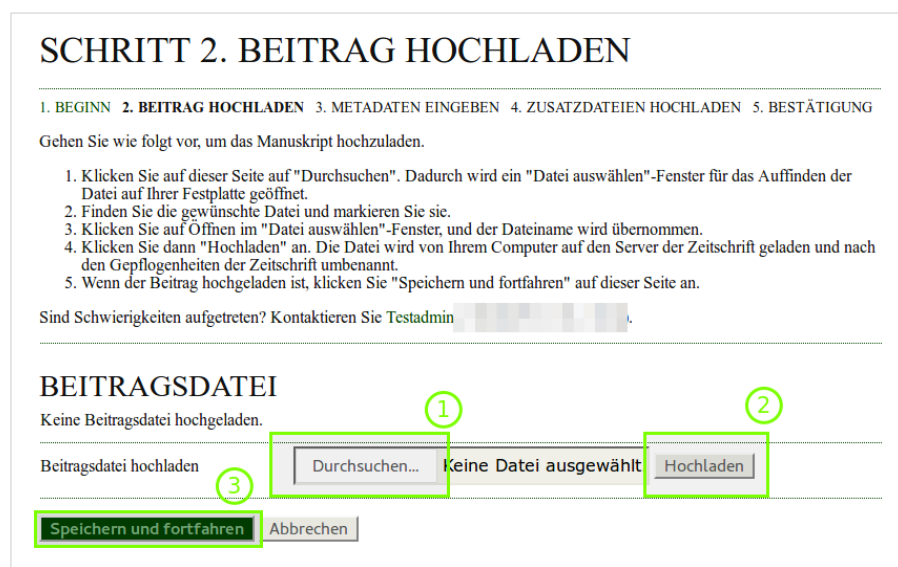 SCHRITT 2. BEITRAG HOCHLADEN
1. BEGINN 2. BEITRAG HOCHLADEN 3. METADATEN EINGEBEN 4. ZUSATZDATEIEN HOCHLADEN 5. BESTÄTIGUNG
Gehen Sie wie folgt vor, um das Manuskript hochzuladen.
1. Klicken Sie auf dieser Seite auf "Durchsuchen". Dadurch wird ein "Datei auswählen"-Fenster für das Auffinden der
Datei auf Ihrer Festplatte geöffnet.
2. Finden Sie die gewünschte Datei und markieren Sie sie.
3. Klicken Sie auf Öffnen im "Datei auswählen"-Fenster, und der Dateiname wird übernommen.
4. Klicken Sie dann "Hochladen" an. Die Datei wird von Ihrem Computer auf den Server der Zeitschrift geladen und nach
den Gepflogenheiten der Zeitschrift umbenannt.
5. Wenn der Beitrag hochgeladen ist, klicken Sie "Speichern und fortfahren" auf dieser Seite an.
Sind Schwierigkeiten aufgetreten? Kontaktieren Sie Testadmin ).
BEITRAGSDATEI
Keine Beitragsdatei hochgeladen.
1
2
Beitragsdatei hochladen Durchsuchen... Keine Datei ausgewählt Hochladen
3
Speichern und fortfahren Abbrechen